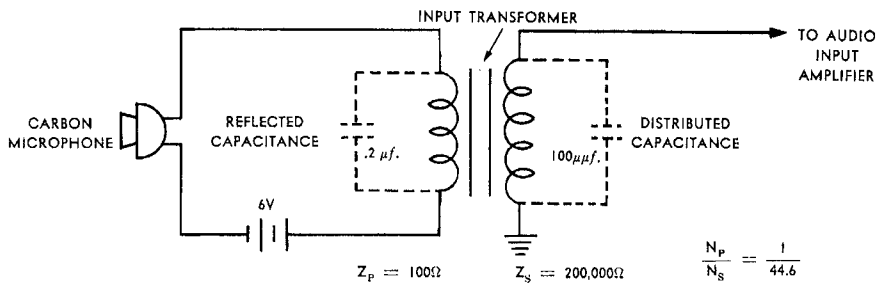 INPUT TRANSFORMER
TO AUDIO
INPUT
AMPLIFIER
CARBON
MICROPHONE
REFLECTED
CAPACITANCE
.2 μf.
100μμf.
DISTRIBUTED
CAPACITANCE
6V
Z_P = 100Ω
Z_S = 200,000Ω
N_P / N_S = 1 / 44.6